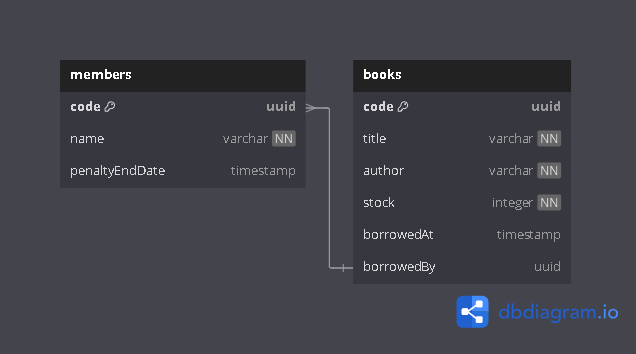 members
code uuid
name varchar NN
penaltyEndDate timestamp
books
code uuid
title varchar NN
author varchar NN
stock integer NN
borrowedAt timestamp
borrowedBy uuid
dbdiagram.io